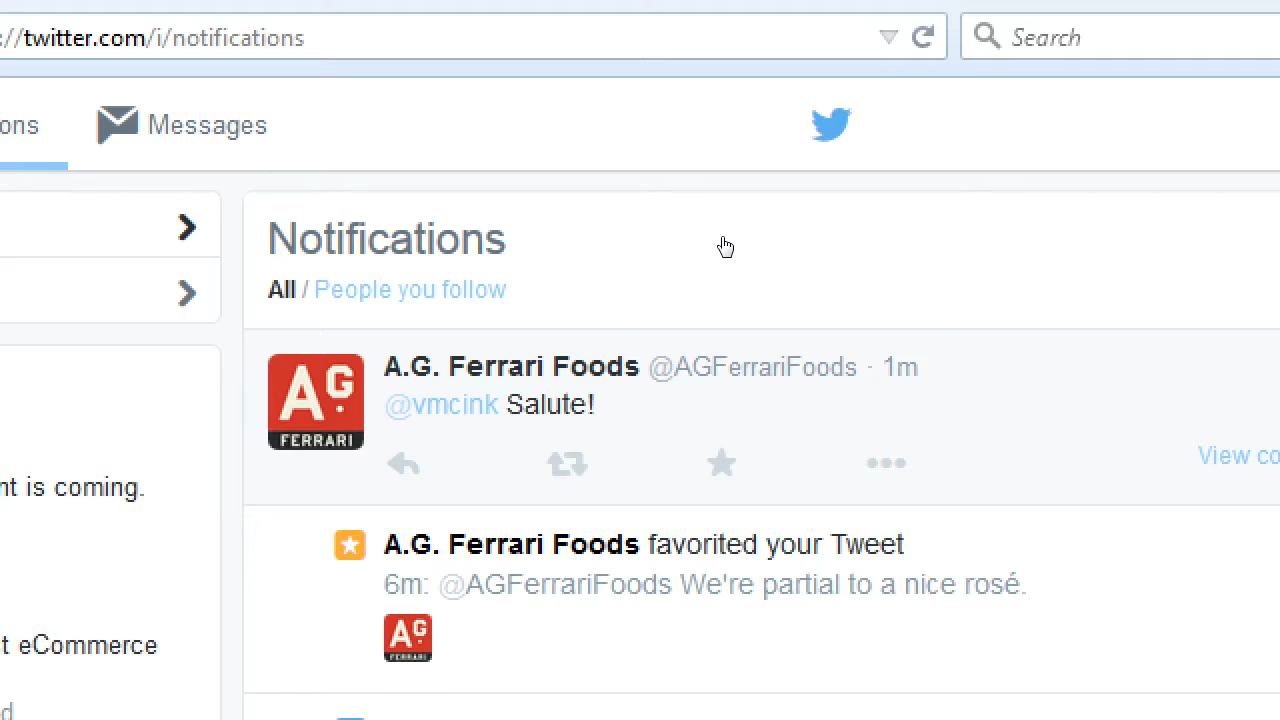 ://twitter.com/i/notifications
Search
ons
Messages
Notifications
All / People you follow
AG.
FERRARI
A.G. Ferrari Foods @AGFerrariFoods · 1m
@vmcink Salute!
View co
nt is coming.
A.G. Ferrari Foods favorited your Tweet
6m: @AGFerrariFoods We're partial to a nice rosé.
AG.
FERRARI
t eCommerce
d